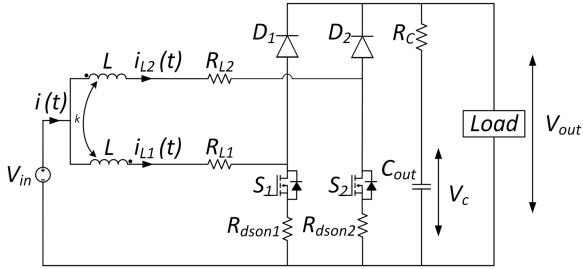 D1 D2 RC
L iL2(t) RL2
i(t)
k
L iL1(t) RL1
Load
Vout
Vin
+
-
S1 S2 Cout
Vc
Rdson1 Rdson2